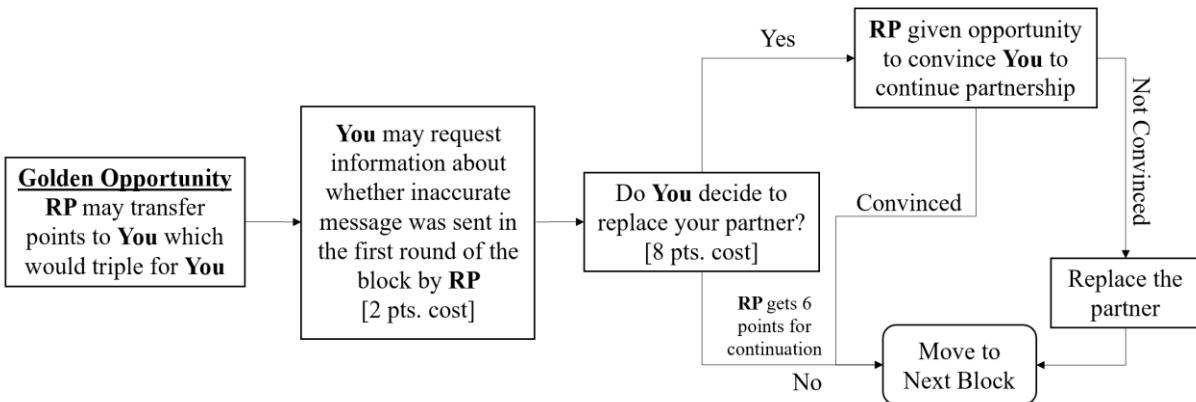 Golden Opportunity
RP may transfer
points to You which
would triple for You
You may request
information about
whether inaccurate
message was sent in
the first round of the
block by RP
[2 pts. cost]
Do You decide to
replace your partner?
[8 pts. cost]
Yes
RP given opportunity
to convince You to
continue partnership
Not Convinced
Convinced
Replace the
partner
RP gets 6
points for
continuation
No
Move to
Next Block